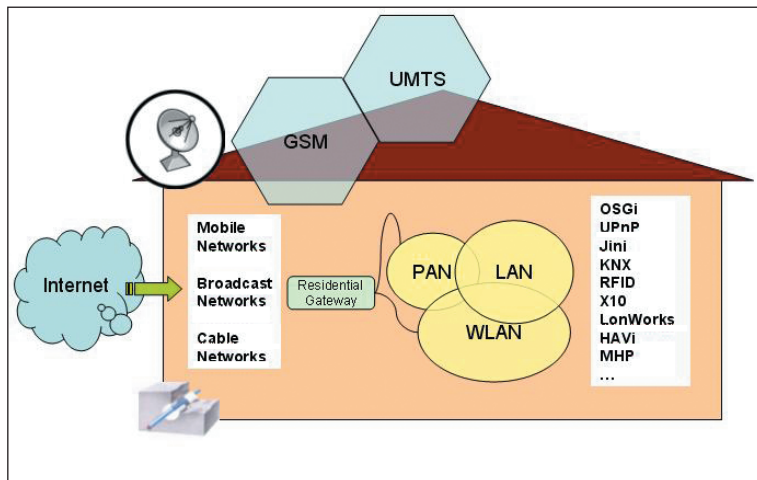 UMTS
GSM
Internet
Mobile
Networks
Broadcast
Networks
Cable
Networks
Residential
Gateway
PAN
LAN
WLAN
OSGi
UPnP
Jini
KNX
RFID
X10
LonWorks
HAVi
MHP
...